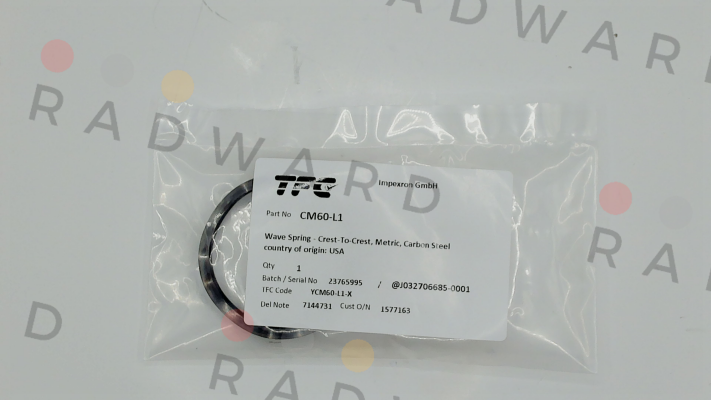 RADWARD
RADWARD
TFC
Impexron GmbH
Part No CM60-L1
Wave Spring - Crest-To-Crest, Metric, Carbon Steel
country of origin: USA
Qty 1
Batch / Serial No 23765995 / @J032706685-0001
TFC Code YCM60-L1-X
Del Note 7144731 Cust O/N 1577163
RAD
D
RADWARD